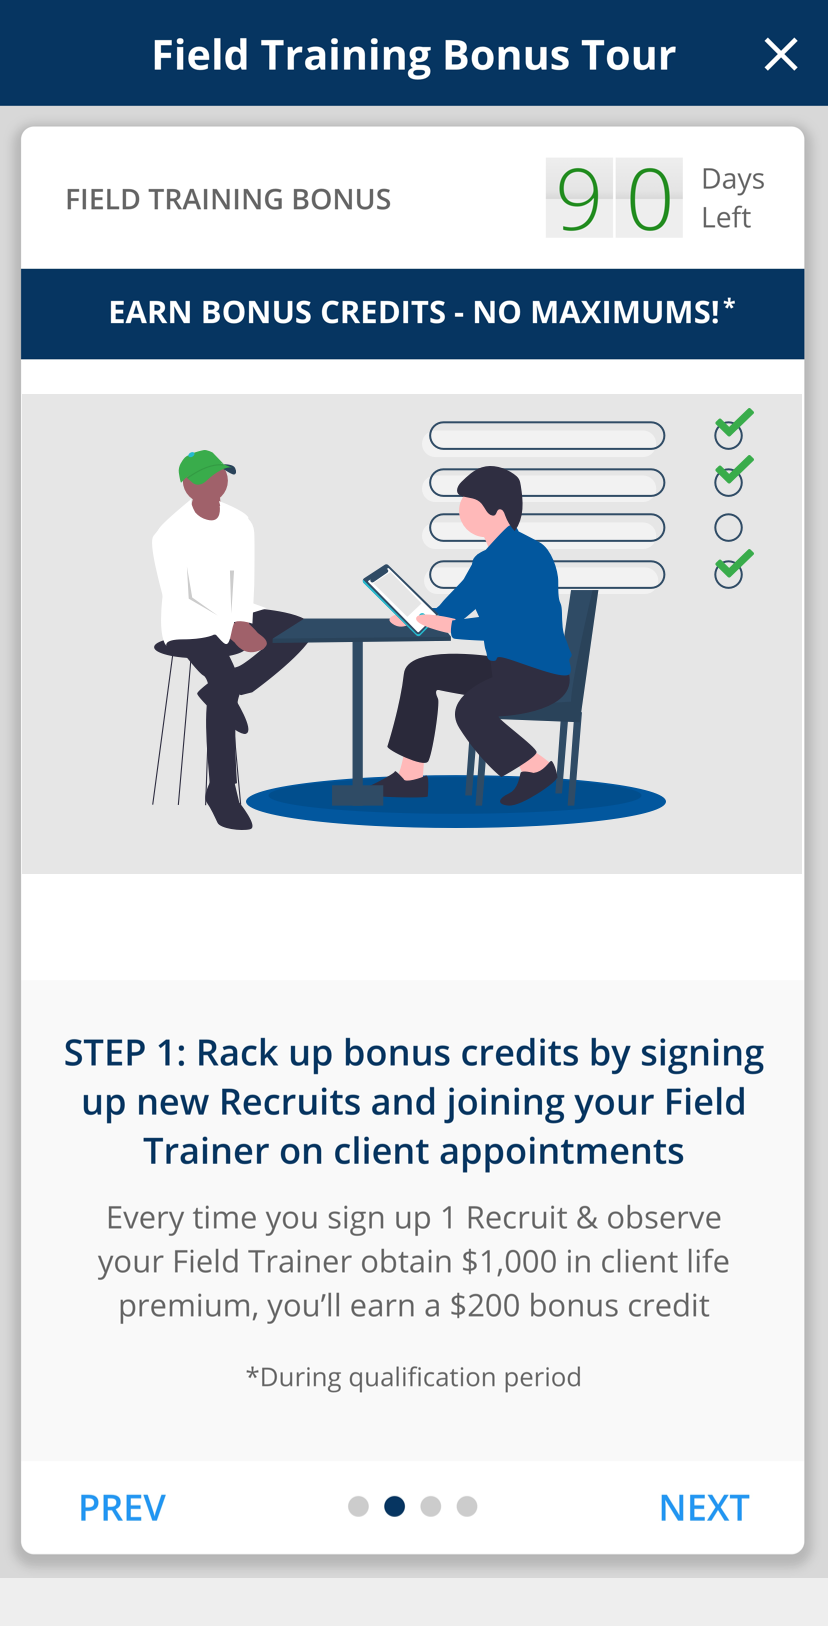 Field Training Bonus Tour
FIELD TRAINING BONUS
90
Days
Left
EARN BONUS CREDITS - NO MAXIMUMS!*
STEP 1: Rack up bonus credits by signing
up new Recruits and joining your Field
Trainer on client appointments
Every time you sign up 1 Recruit & observe
your Field Trainer obtain $1,000 in client life
premium, you’ll earn a $200 bonus credit
*During qualification period
PREV
NEXT